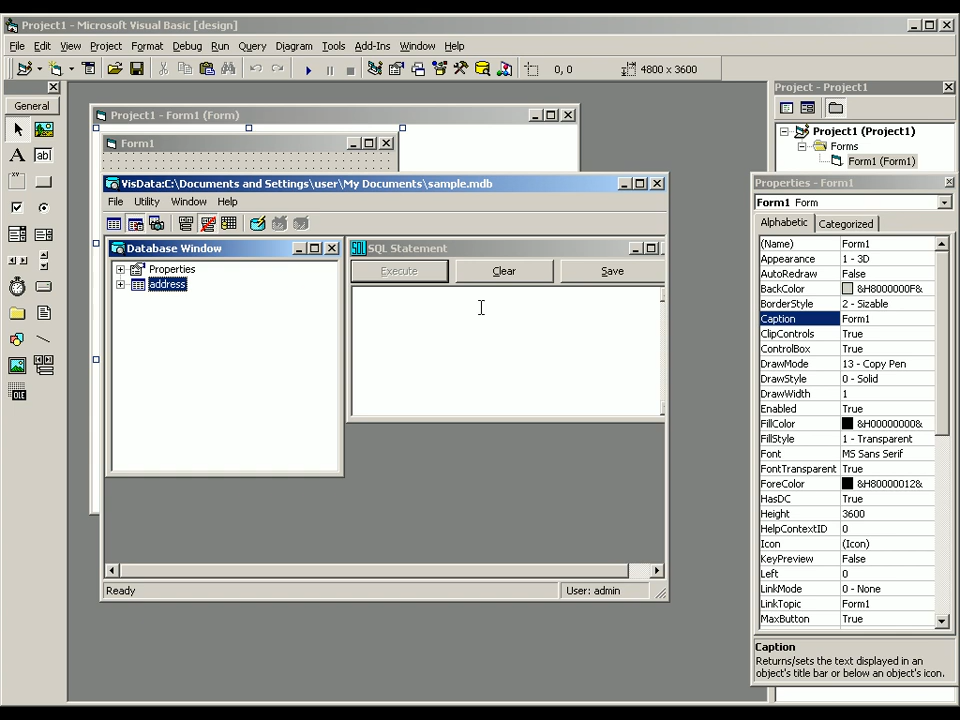 Project1 - Microsoft Visual Basic [design]
File Edit View Project Format Debug Run Query Diagram Tools Add-Ins Window Help
0, 0 4800 x 3600
General
A
ab|
XY
OLE
Project1 - Form1 (Form)
Form1
VisData:C:\Documents and Settings\user\My Documents\sample.mdb
File Utility Window Help
Database Window
Properties
address
SQL SQL Statement
Execute Clear Save
Ready User: admin
Project - Project1
Project1 (Project1)
Forms
Form1 (Form1)
Properties - Form1
Form1 Form
Alphabetic Categorized
(Name) Form1
Appearance 1 - 3D
AutoRedraw False
BackColor &H8000000F&
BorderStyle 2 - Sizable
Caption Form1
ClipControls True
ControlBox True
DrawMode 13 - Copy Pen
DrawStyle 0 - Solid
DrawWidth 1
Enabled True
FillColor &H00000000&
FillStyle 1 - Transparent
Font MS Sans Serif
FontTransparent True
ForeColor &H80000012&
HasDC True
Height 3600
HelpContextID 0
Icon (Icon)
KeyPreview False
Left 0
LinkMode 0 - None
LinkTopic Form1
MaxButton True
Caption
Returns/sets the text displayed in an
object's title bar or below an object's icon.